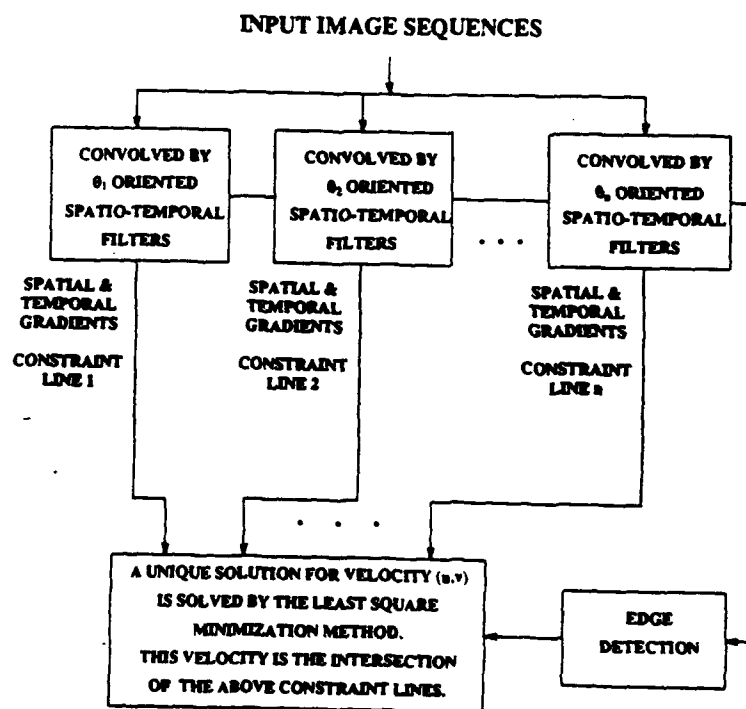 INPUT IMAGE SEQUENCES
CONVOLVED BY
θ₁ ORIENTED
SPATIO-TEMPORAL
FILTERS
CONVOLVED BY
θ₂ ORIENTED
SPATIO-TEMPORAL
FILTERS
. . .
CONVOLVED BY
θₙ ORIENTED
SPATIO-TEMPORAL
FILTERS
SPATIAL &
TEMPORAL
GRADIENTS
CONSTRAINT
LINE 1
SPATIAL &
TEMPORAL
GRADIENTS
CONSTRAINT
LINE 2
SPATIAL &
TEMPORAL
GRADIENTS
CONSTRAINT
LINE n
. . .
A UNIQUE SOLUTION FOR VELOCITY (u,v)
IS SOLVED BY THE LEAST SQUARE
MINIMIZATION METHOD.
THIS VELOCITY IS THE INTERSECTION
OF THE ABOVE CONSTRAINT LINES.
EDGE
DETECTION